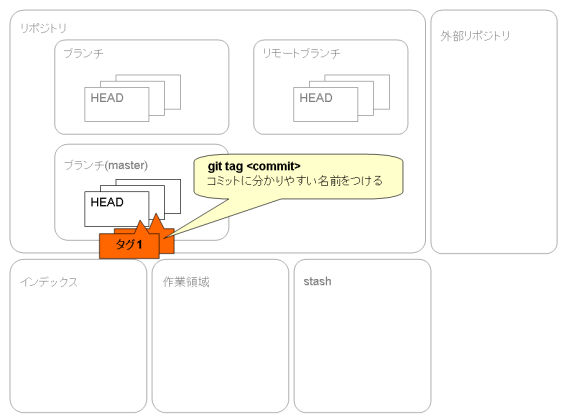 リポジトリ
外部リポジトリ
ブランチ
リモートブランチ
HEAD
HEAD
ブランチ(master)
git tag <commit>
コミットに分かりやすい名前をつける
HEAD
タグ1
インデックス
作業領域
stash